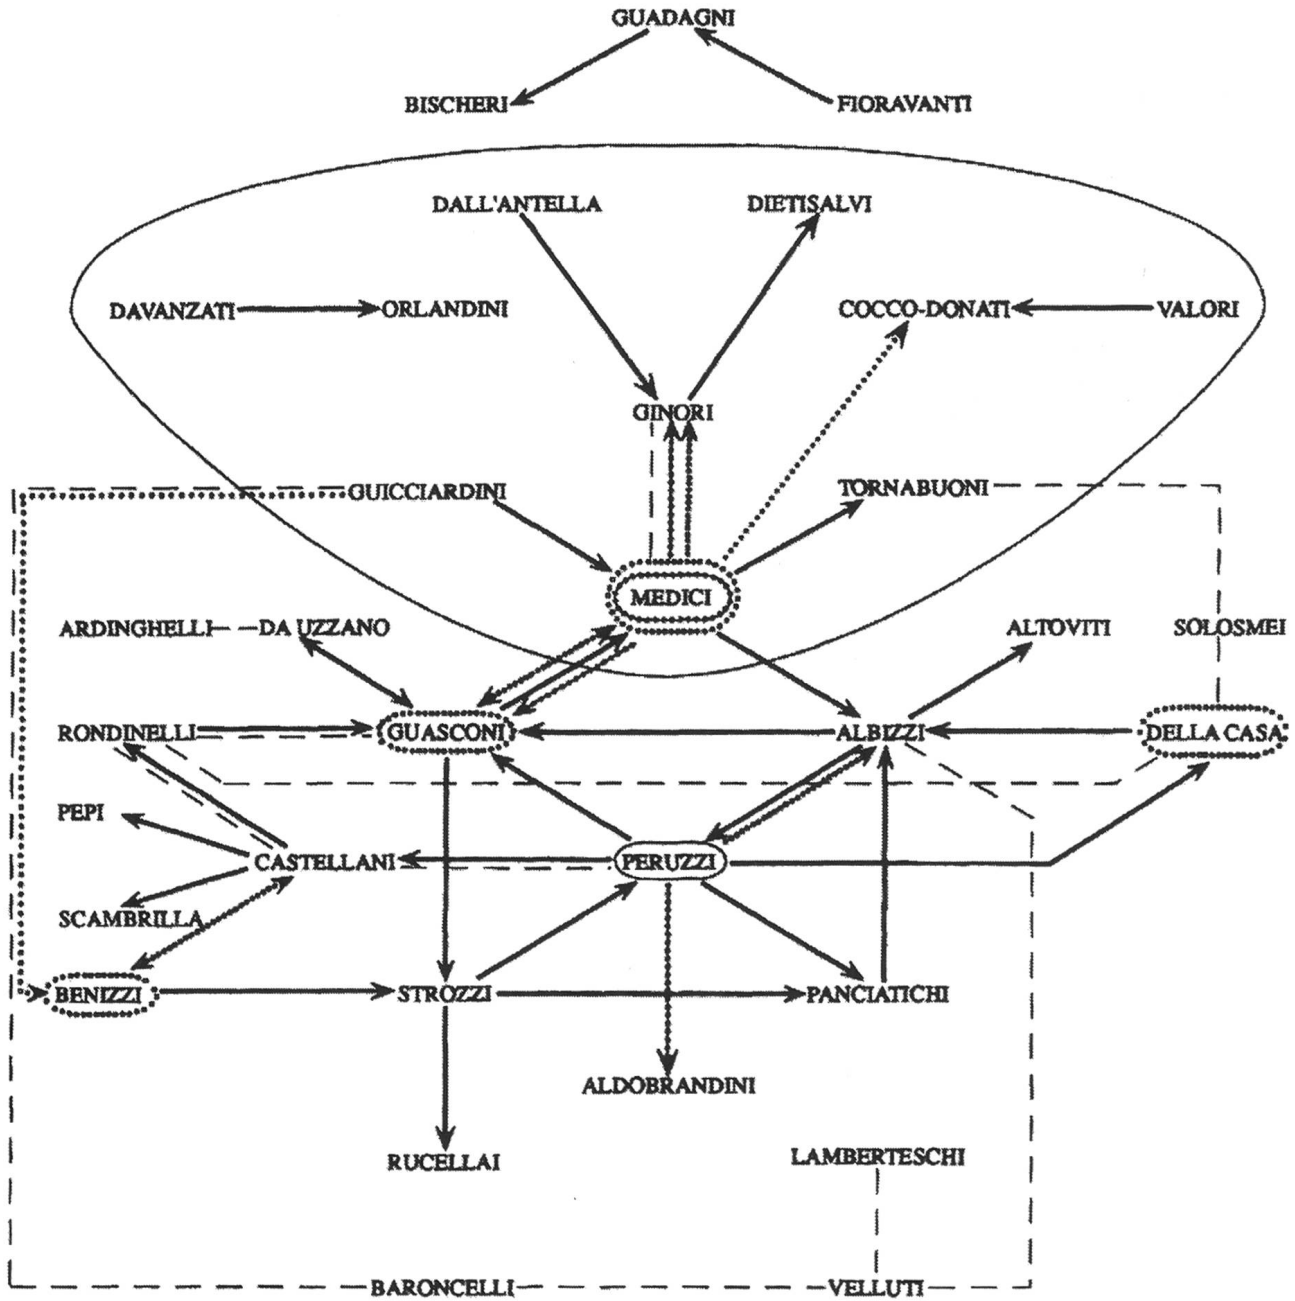 GUADAGNI
BISCHERI FIORAVANTI
DALL'ANTELLA DIETISALVI
DAVANZATI ORLANDINI COCCO-DONATI VALORI
GINORI
GUICCIARDINI TORNABUONI
MEDICI
ARDINGHELLI DA UZZANO ALTOVITI SOLOSMEI
RONDINELLI GUASCONI ALBIZZI DELLA CASA
PEPI
CASTELLANI PERUZZI
SCAMBRILLA
BENIZZI STROZZI PANCIATICHI
ALDOBRANDINI
RUCELLAI LAMBERTESCHI
BARONCELLI VELLUTI